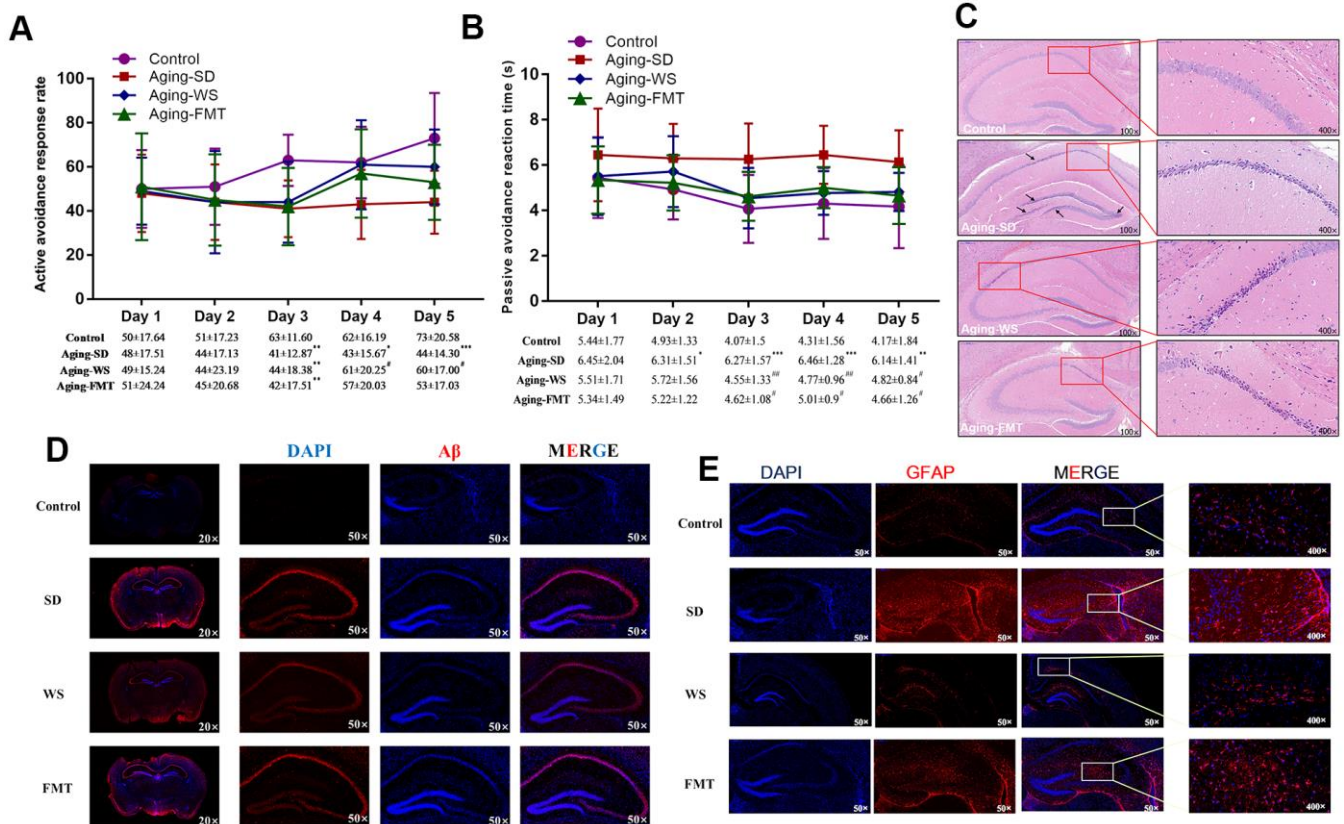 A
Control
Aging-SD
Aging-WS
Aging-FMT
Active avoidance response rate
100
80
60
40
20
0
Day 1 Day 2 Day 3 Day 4 Day 5
Control 50±17.64 51±17.23 63±11.60 62±16.19 73±20.58
Aging-SD 48±17.51 44±17.13 41±12.87** 43±15.67* 44±14.30***
Aging-WS 49±15.24 44±23.19 44±18.38** 61±20.25# 60±17.00#
Aging-FMT 51±24.24 45±20.68 42±17.51** 57±20.03 53±17.03
B
Control
Aging-SD
Aging-WS
Aging-FMT
Passive avoidance reaction time (s)
10
8
6
4
2
0
Day 1 Day 2 Day 3 Day 4 Day 5
Control 5.44±1.77 4.93±1.33 4.07±1.5 4.31±1.56 4.17±1.84
Aging-SD 6.45±2.04 6.31±1.51* 6.27±1.57*** 6.46±1.28*** 6.14±1.41**
Aging-WS 5.51±1.71 5.72±1.56 4.55±1.33## 4.77±0.96## 4.82±0.84#
Aging-FMT 5.34±1.49 5.22±1.22 4.62±1.08# 5.01±0.9# 4.66±1.26#
C
Control 100× 400×
Aging-SD 100× 400×
Aging-WS 100× 400×
Aging-FMT 100× 400×
D
DAPI Aβ MERGE
Control 20× 50× 50× 50×
SD 20× 50× 50× 50×
WS 20× 50× 50× 50×
FMT 20× 50× 50× 50×
E
DAPI GFAP MERGE
Control 50× 50× 50× 400×
SD 50× 50× 50× 400×
WS 50× 50× 50× 400×
FMT 50× 50× 50× 400×